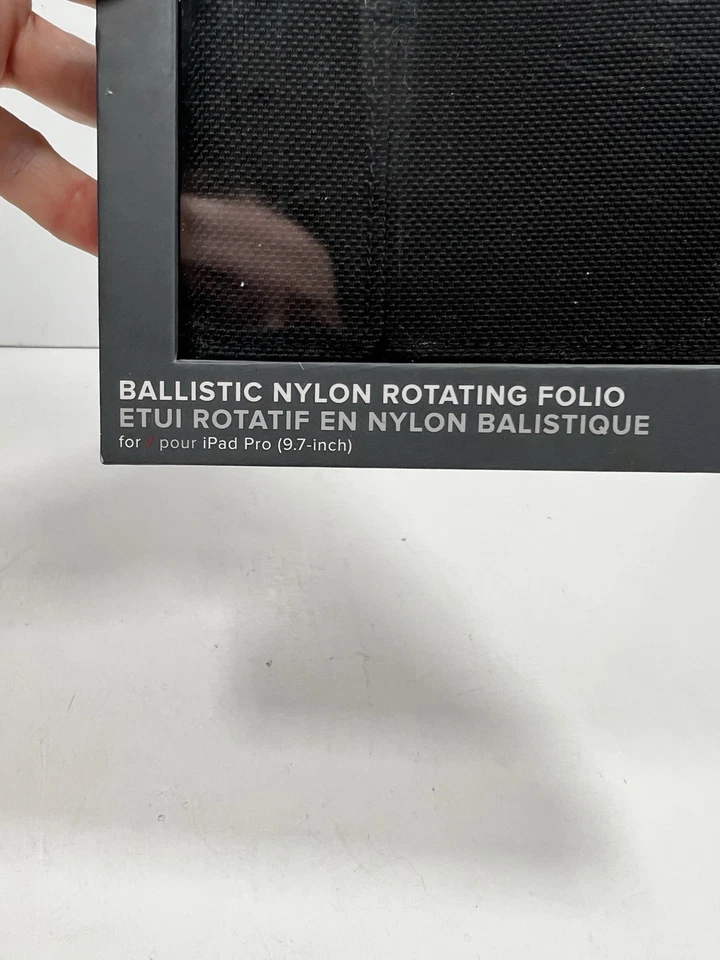 BALLISTIC NYLON ROTATING FOLIO
ETUI ROTATIF EN NYLON BALISTIQUE
for / pour iPad Pro (9.7-inch)